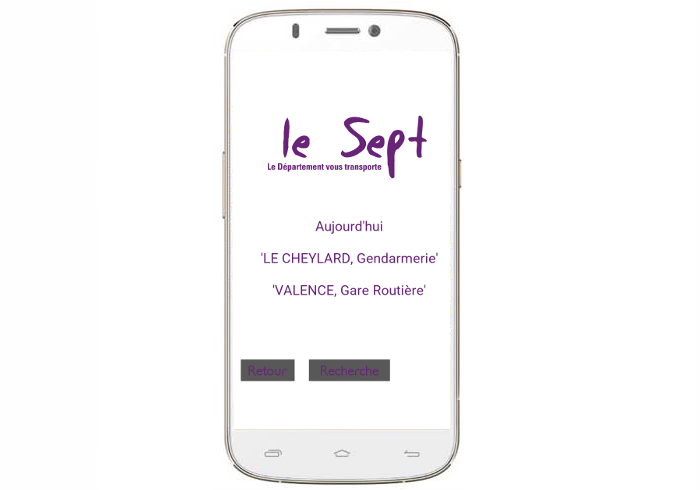 le Sept
Le Département vous transporte
Aujourd'hui
'LE CHEYLARD, Gendarmerie'
'VALENCE, Gare Routière'
Retour Recherche